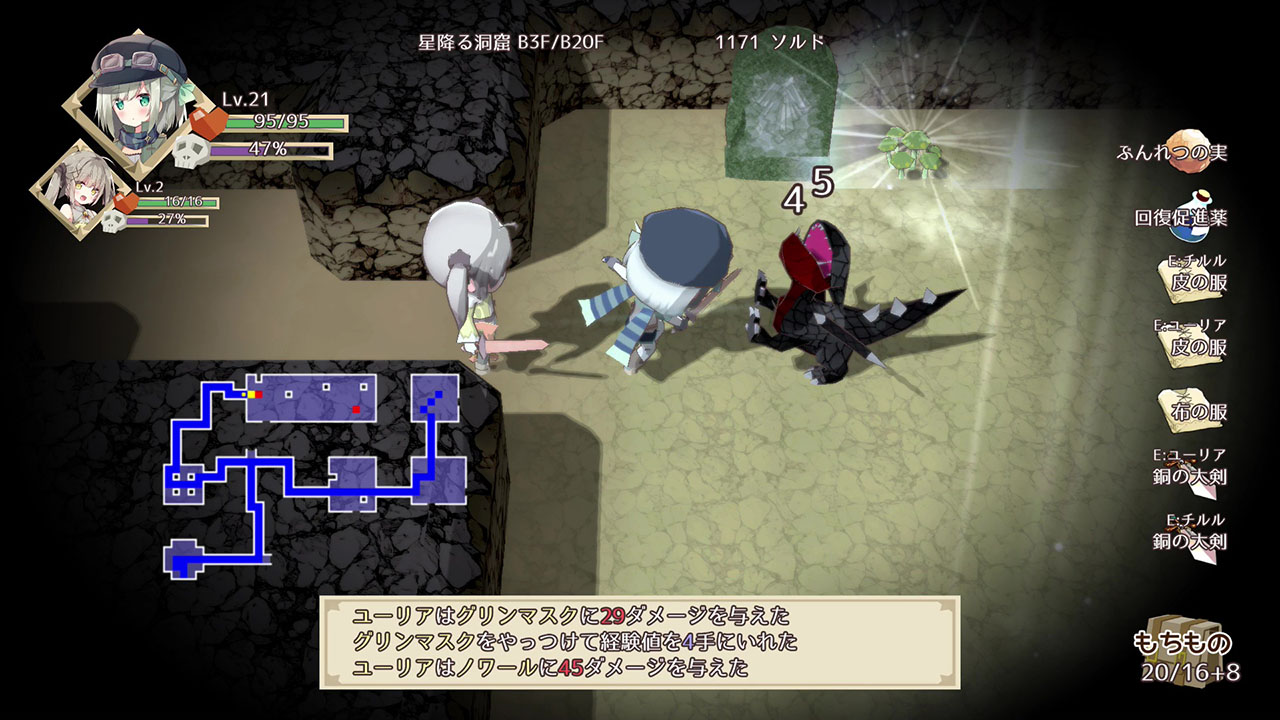 星降る洞窟 B3F/B20F
1171 ソルド
Lv.21
95/95
47%
Lv.2
16/16
27%
45
ぶんれつの実
回復促進薬
E:チルル
皮の服
E:ユーリア
皮の服
布の服
E:ユーリア
銅の大剣
E:チルル
銅の大剣
もちもの
20/16+8
ユーリアはグリンマスクに29ダメージを与えた
グリンマスクをやっつけて経験値を4手にいれた
ユーリアはノワールに45ダメージを与えた